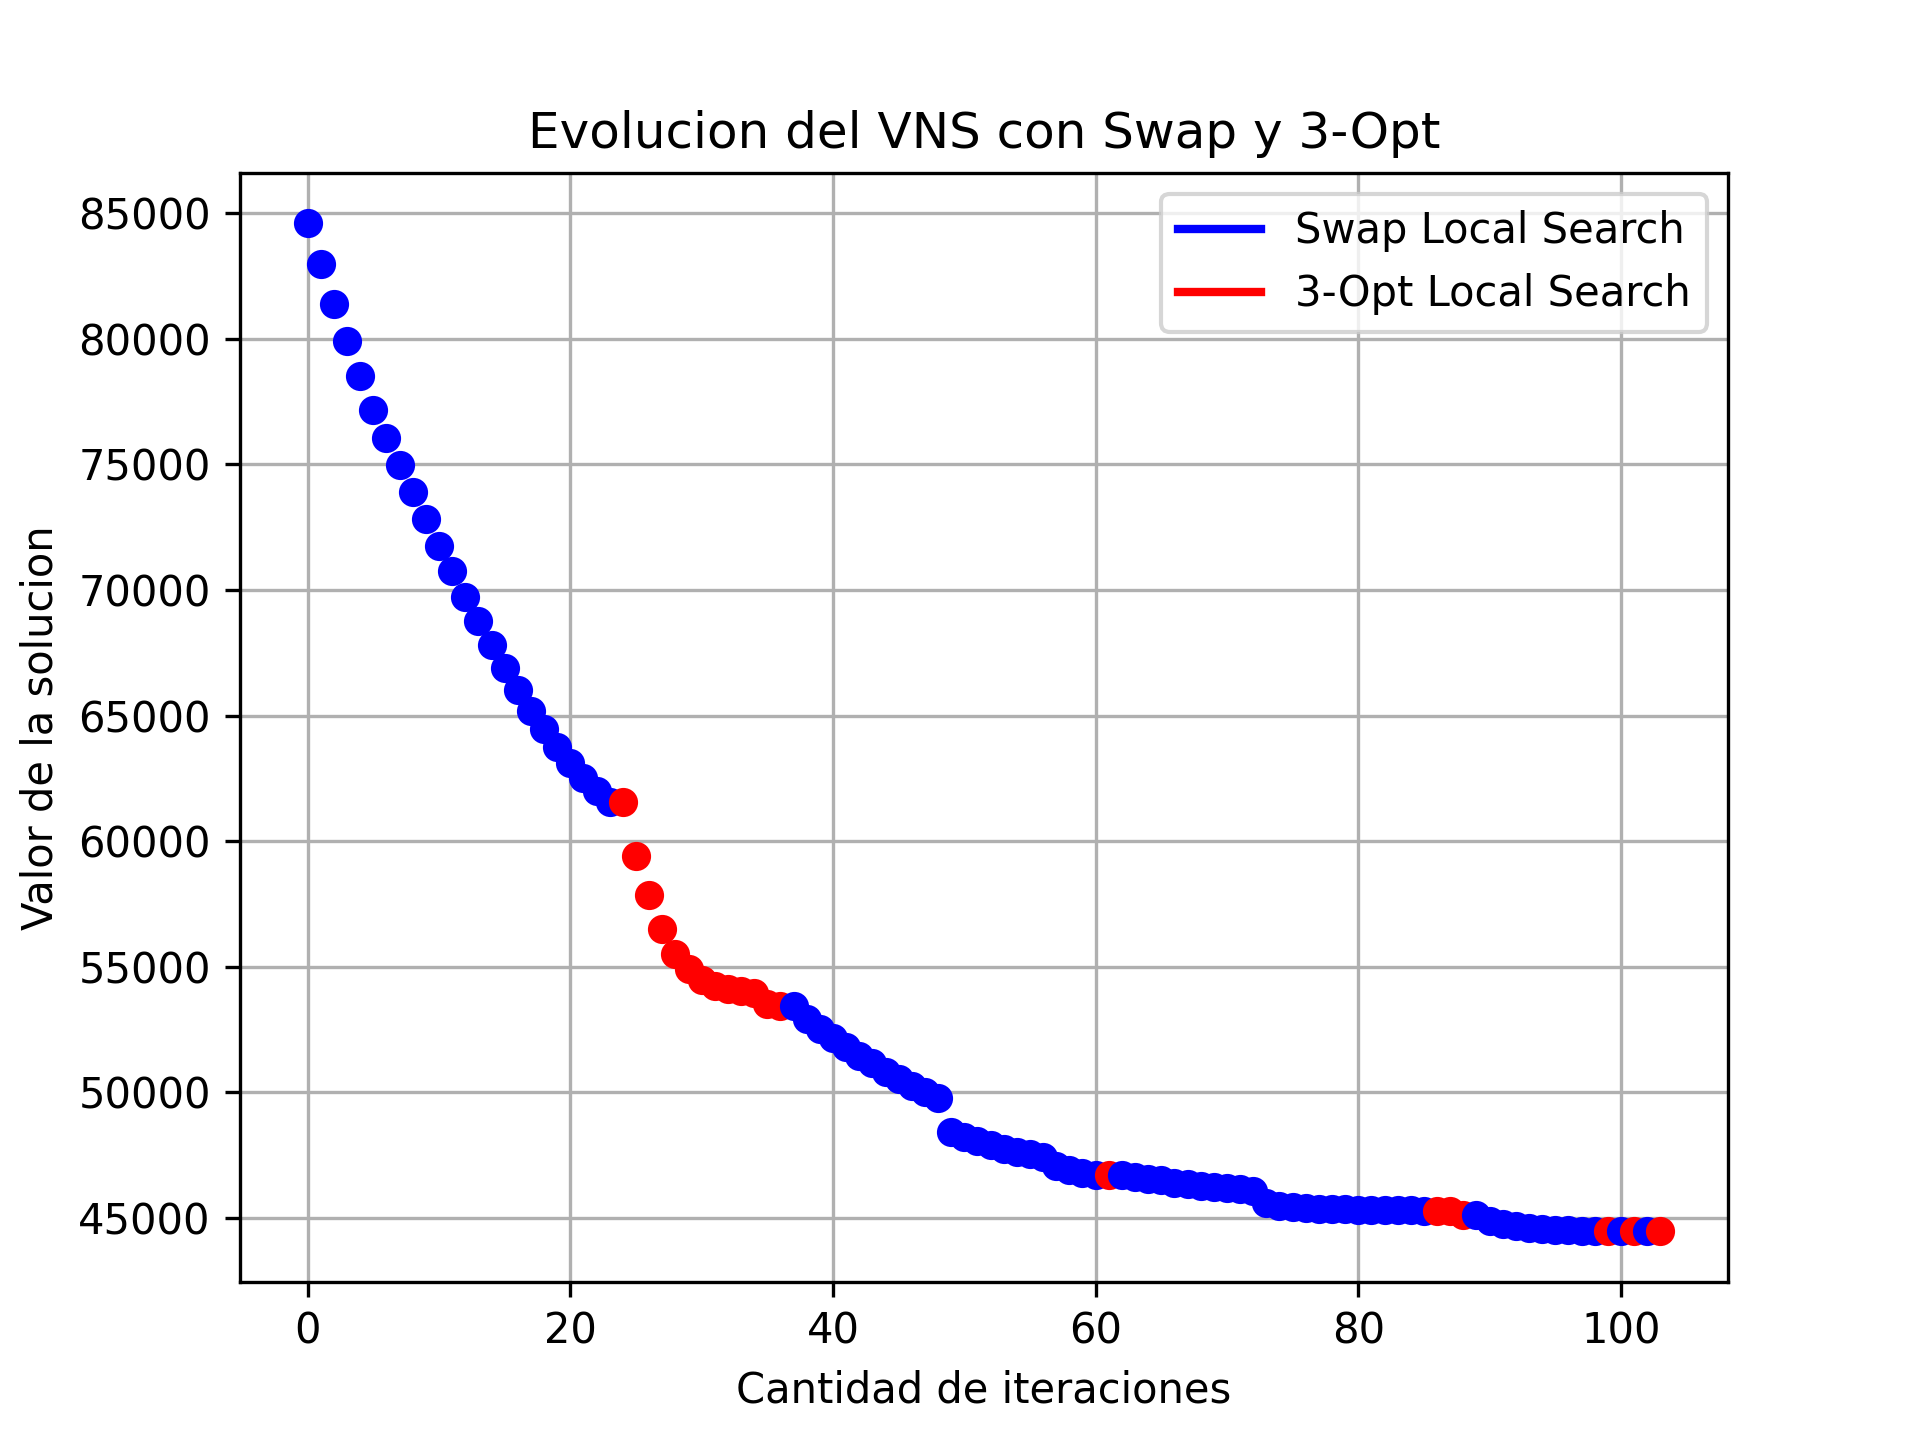 Evolucion del VNS con Swap y 3-Opt
Swap Local Search
3-Opt Local Search
Valor de la solucion
85000
80000
75000
70000
65000
60000
55000
50000
45000
0 20 40 60 80 100
Cantidad de iteraciones